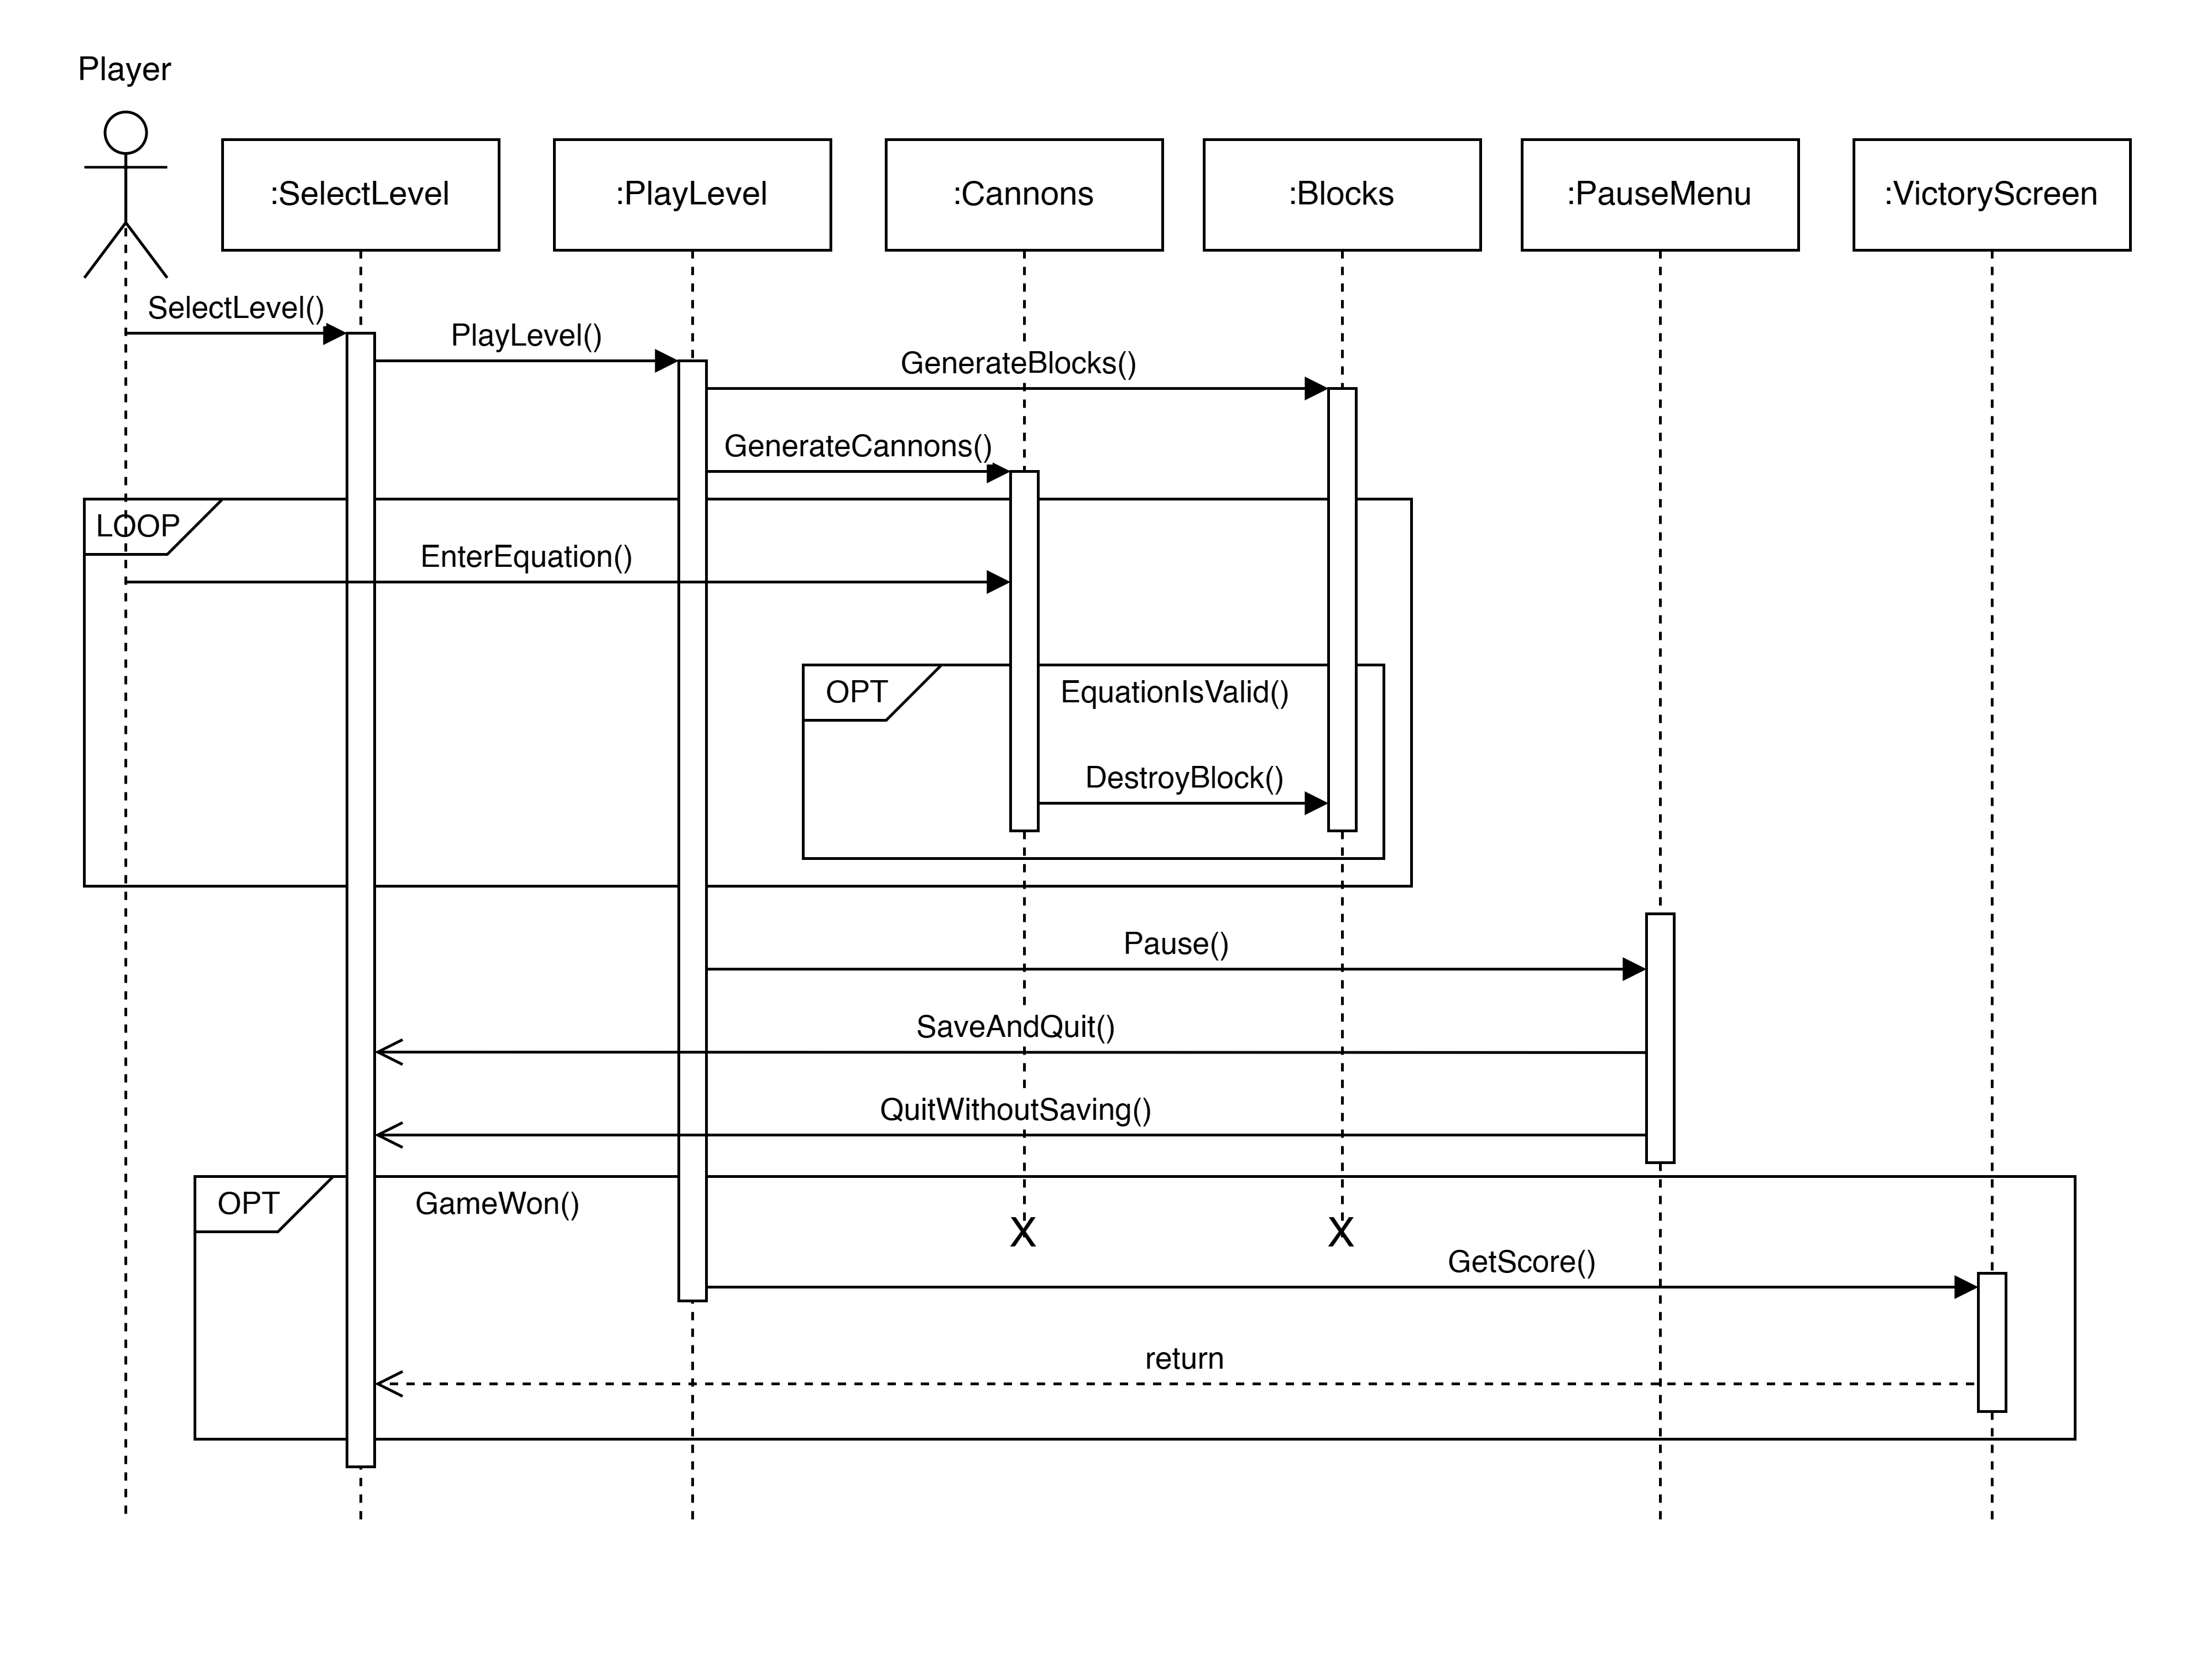 Player
:SelectLevel
:PlayLevel
:Cannons
:Blocks
:PauseMenu
:VictoryScreen
SelectLevel()
PlayLevel()
GenerateBlocks()
GenerateCannons()
LOOP
EnterEquation()
OPT
EquationIsValid()
DestroyBlock()
Pause()
SaveAndQuit()
QuitWithoutSaving()
OPT
GameWon()
X
X
GetScore()
return